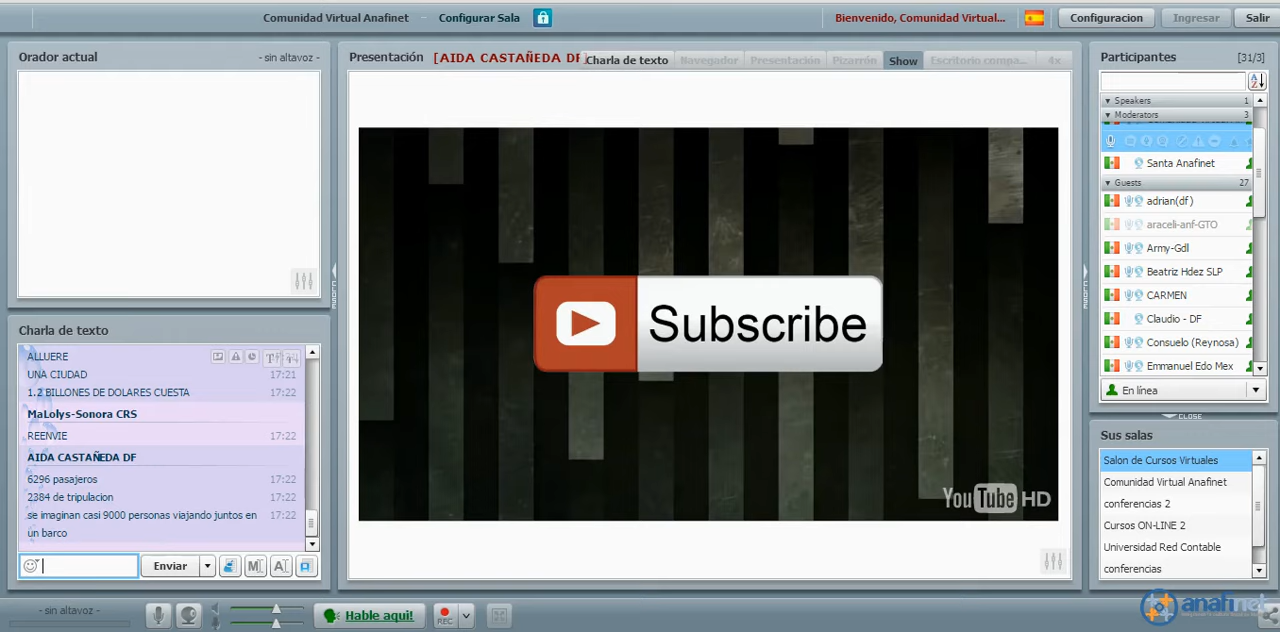 Comunidad Virtual Anafinet
Configurar Sala
Bienvenido, Comunidad Virtual...
Configuracion
Ingresar
Salir
Orador actual
- sin altavoz -
Presentación
[AIDA CASTAÑEDA DF
Charla de texto
Navegador
Presentación
Pizarrón
Show
Escritorio compa...
4x
Participantes
[31/3]
Speakers 1
Moderators 3
Santa Anafinet
Guests 27
adrian(df)
araceli-anf-GTO
Army-Gdl
Beatriz Hdez SLP
CARMEN
Claudio - DF
Consuelo (Reynosa)
Emmanuel Edo Mex
En línea
CLOSE
Subscribe
YouTube HD
Charla de texto
ALLUERE
UNA CIUDAD 17:21
1.2 BILLONES DE DOLARES CUESTA 17:22
MaLolys-Sonora CRS
REENVIE 17:22
AIDA CASTAÑEDA DF
6296 pasajeros 17:22
2384 de tripulacion 17:22
se imaginan casi 9000 personas viajando juntos en 17:22
un barco
Enviar
Sus salas
Salon de Cursos Virtuales
Comunidad Virtual Anafinet
conferencias 2
Cursos ON-LINE 2
Universidad Red Contable
conferencias
- sin altavoz -
Hable aqui!
REC
anafinet